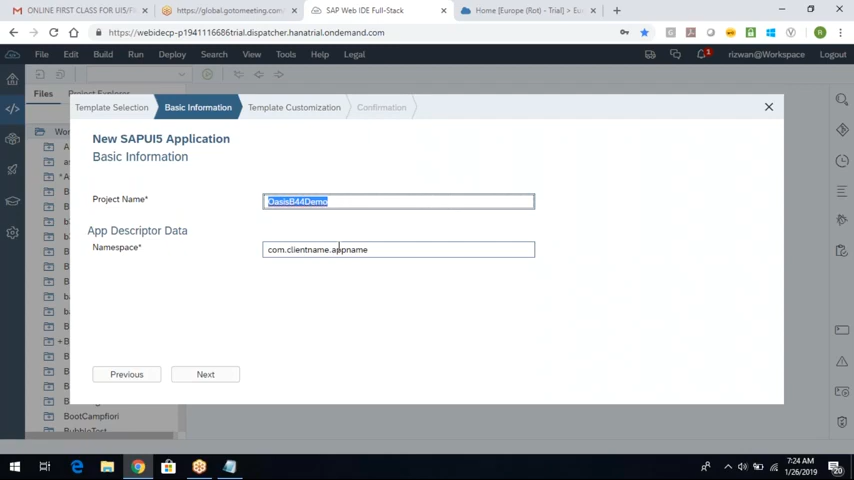 ONLINE FIRST CLASS FOR UI5/FI
https://global.gotomeeting.com
SAP Web IDE Full-Stack
Home [Europe (Rot) - Trial] > Eu
https://webidecp-p1941116686trial.dispatcher.hanatrial.ondemand.com
File Edit Build Run Deploy Search View Tools Help Legal
1
rizwan@Workspace
Logout
Files
Project Explorer
Template Selection
Basic Information
Template Customization
Confirmation
New SAPUI5 Application
Basic Information
Project Name*
OasisB44Demo
App Descriptor Data
Namespace*
com.clientname.appname
Previous
Next
BootCampfiori
BubbleTest
7:24 AM
1/26/2019
20